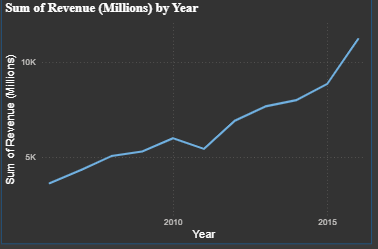 Sum of Revenue (Millions) by Year
10K
5K
Sum of Revenue (Millions)
2010
2015
Year